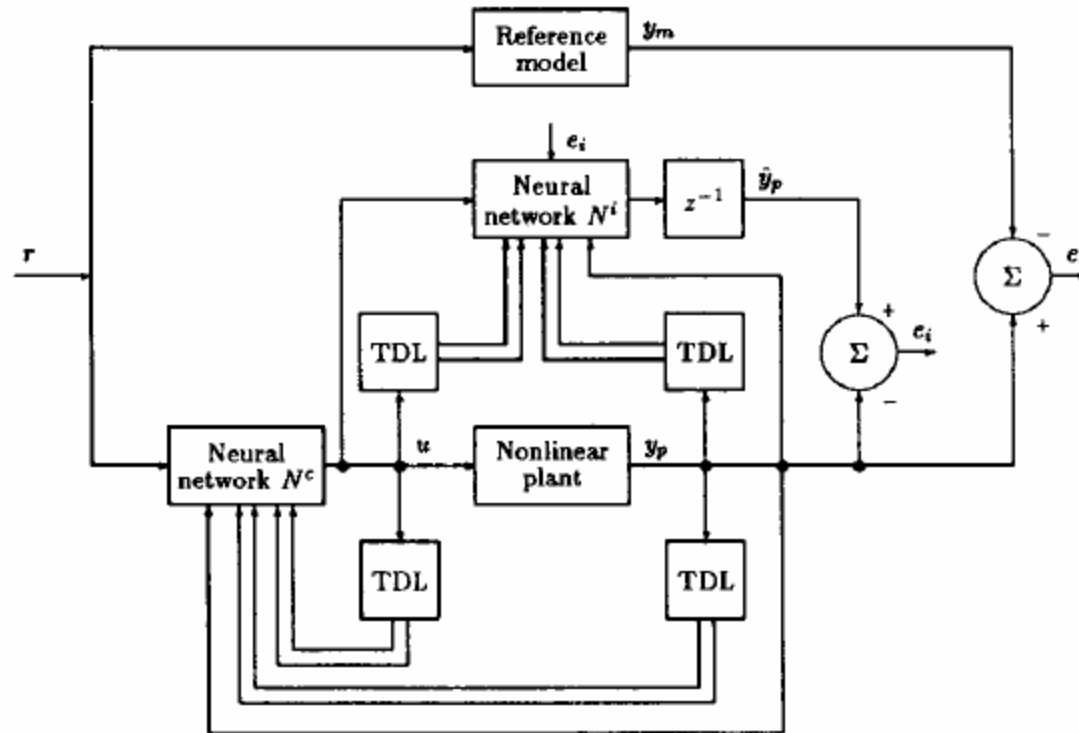 Reference
model
y_m
e_i
Neural
network N^i
z^{-1}
ŷ_p
r
−
Σ
e
+
TDL
TDL
+
Σ
e_i
−
Neural
network N^c
u
Nonlinear
plant
y_p
TDL
TDL